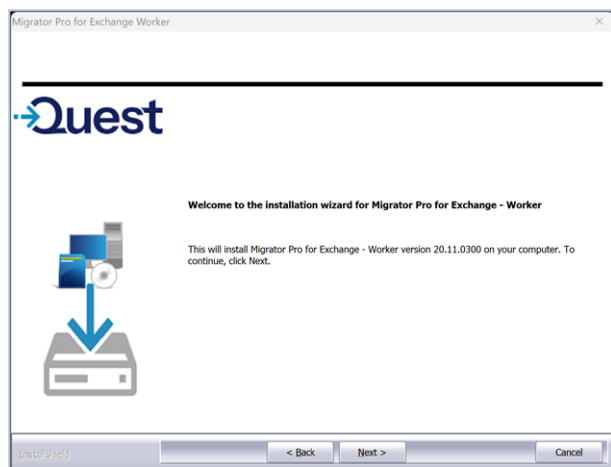 Migrator Pro for Exchange Worker
Quest
Welcome to the installation wizard for Migrator Pro for Exchange - Worker
This will install Migrator Pro for Exchange - Worker version 20.11.0300 on your computer. To
continue, click Next.
InstallShield
< Back
Next >
Cancel